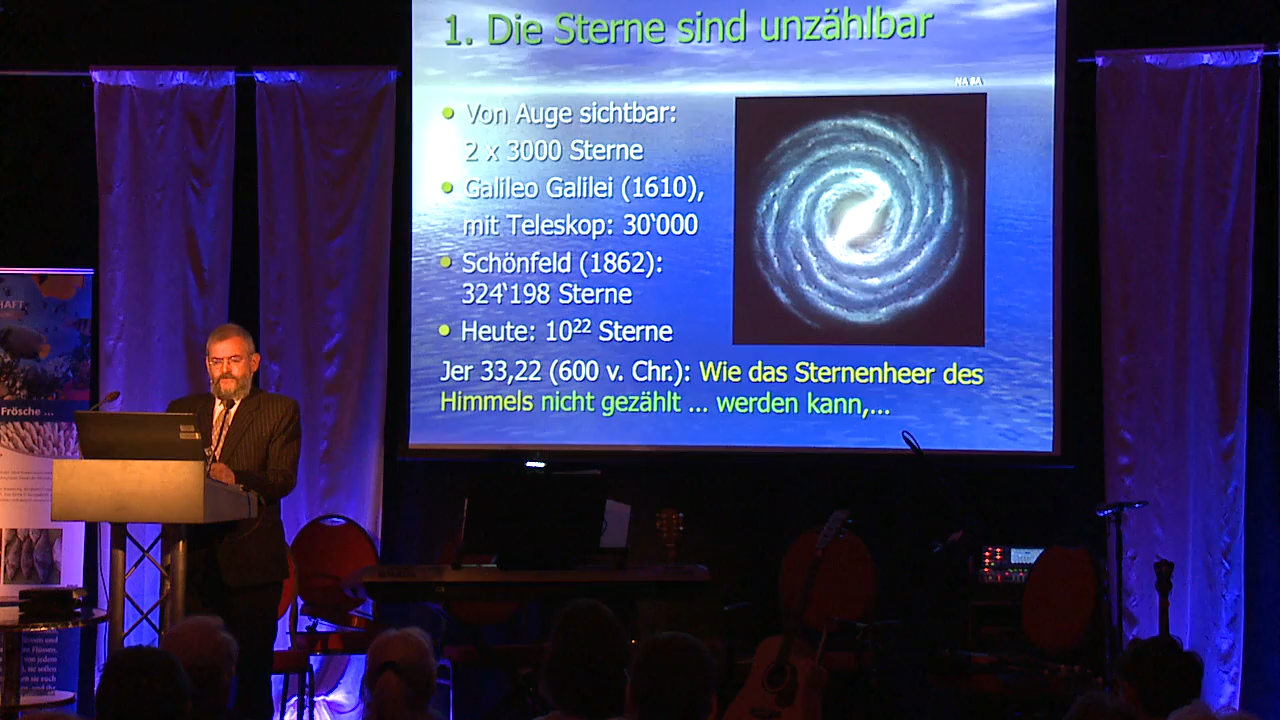 1. Die Sterne sind unzählbar
NASA
• Von Auge sichtbar:
2 x 3000 Sterne
• Galileo Galilei (1610),
mit Teleskop: 30‘000
• Schönfeld (1862):
324‘198 Sterne
• Heute: 10²² Sterne
Jer 33,22 (600 v. Chr.): Wie das Sternenheer des
Himmels nicht gezählt ... werden kann,...
HAFT
Frösche ...
Flüssen,